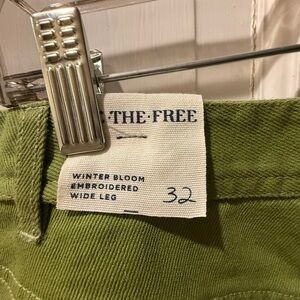 THE·FREE
WINTER BLOOM
EMBROIDERED
WIDE LEG
32